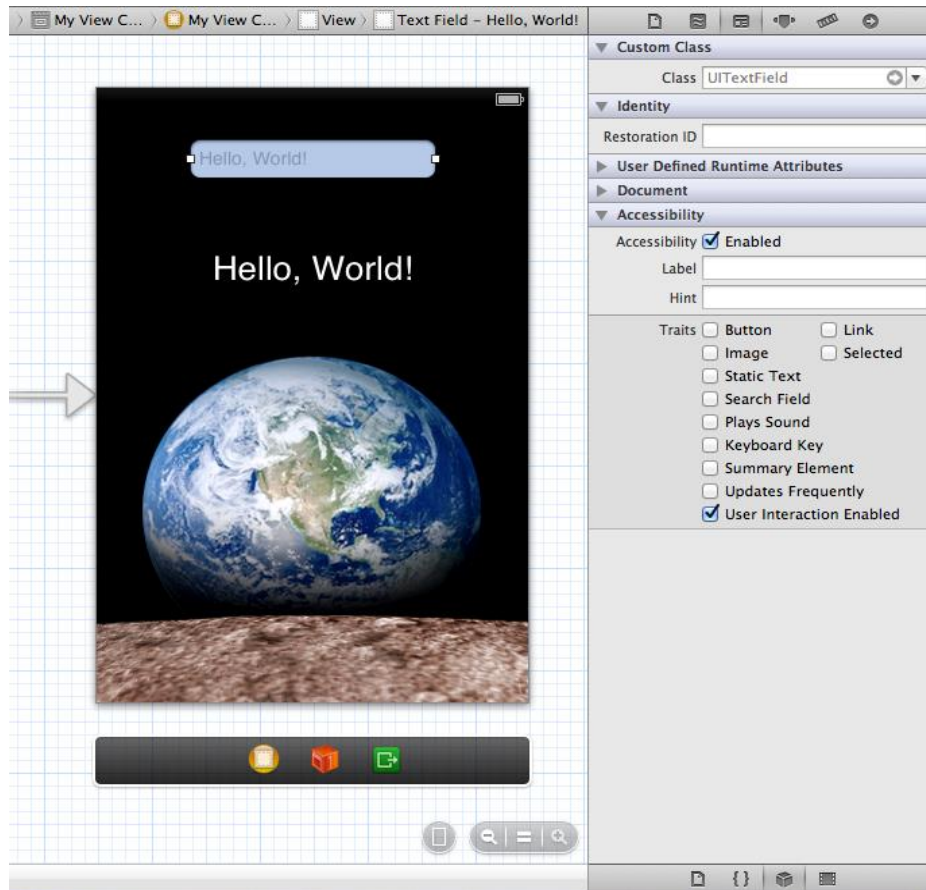 My View C... My View C... View Text Field – Hello, World!
Hello, World!
Hello, World!
Custom Class
Class UITextField
Identity
Restoration ID
User Defined Runtime Attributes
Document
Accessibility
Accessibility Enabled
Label
Hint
Traits Button Link
Image Selected
Static Text
Search Field
Plays Sound
Keyboard Key
Summary Element
Updates Frequently
User Interaction Enabled
{}